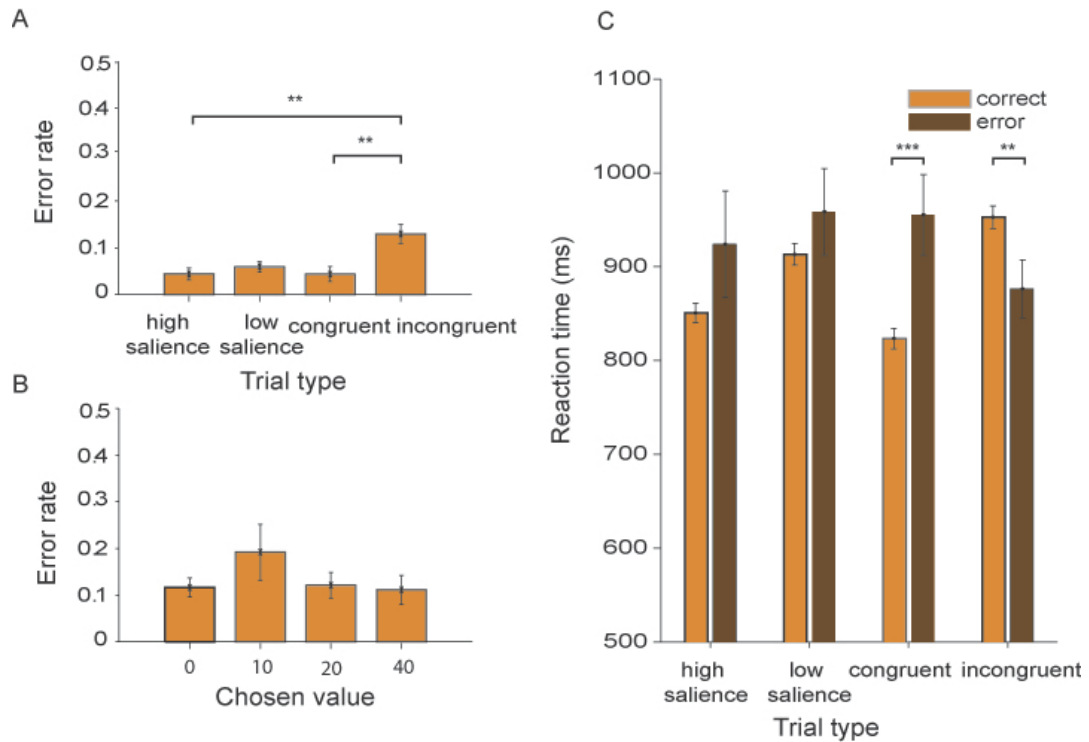 A
0.5
0.4
0.3
0.2
0.1
0
Error rate
**
**
high salience
low salience
congruent
incongruent
Trial type
B
0.5
0.4
0.3
0.2
0.1
0
Error rate
0
10
20
40
Chosen value
C
1100
1000
900
800
700
600
500
Reaction time (ms)
correct
error
***
**
high salience
low salience
congruent
incongruent
Trial type